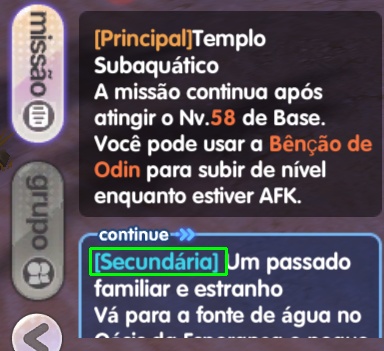 missão
grupo
[Principal]Templo
Subaquático
A missão continua após
atingir o Nv.58 de Base.
Você pode usar a Bênção de
Odin para subir de nível
enquanto estiver AFK.
continue
[Secundária] Um passado
familiar e estranho
Vá para a fonte de água no